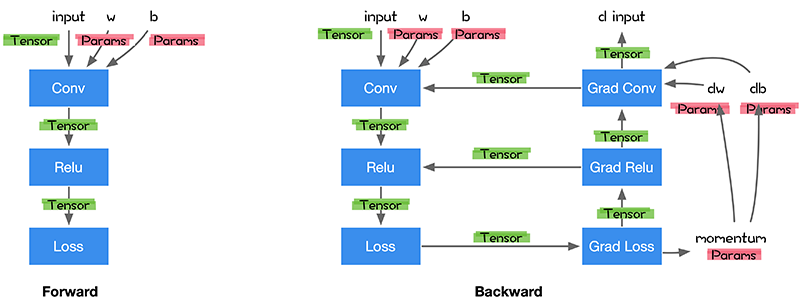 input w b
Tensor Params Params
Conv
Tensor
Relu
Tensor
Loss
Forward
input w b
Tensor Params Params
Conv
Tensor
Relu
Tensor
Loss
Tensor
Tensor
Tensor
d input
Tensor
Grad Conv
Tensor
Grad Relu
Tensor
Grad Loss
dw db
Params Params
momentum
Params
Backward